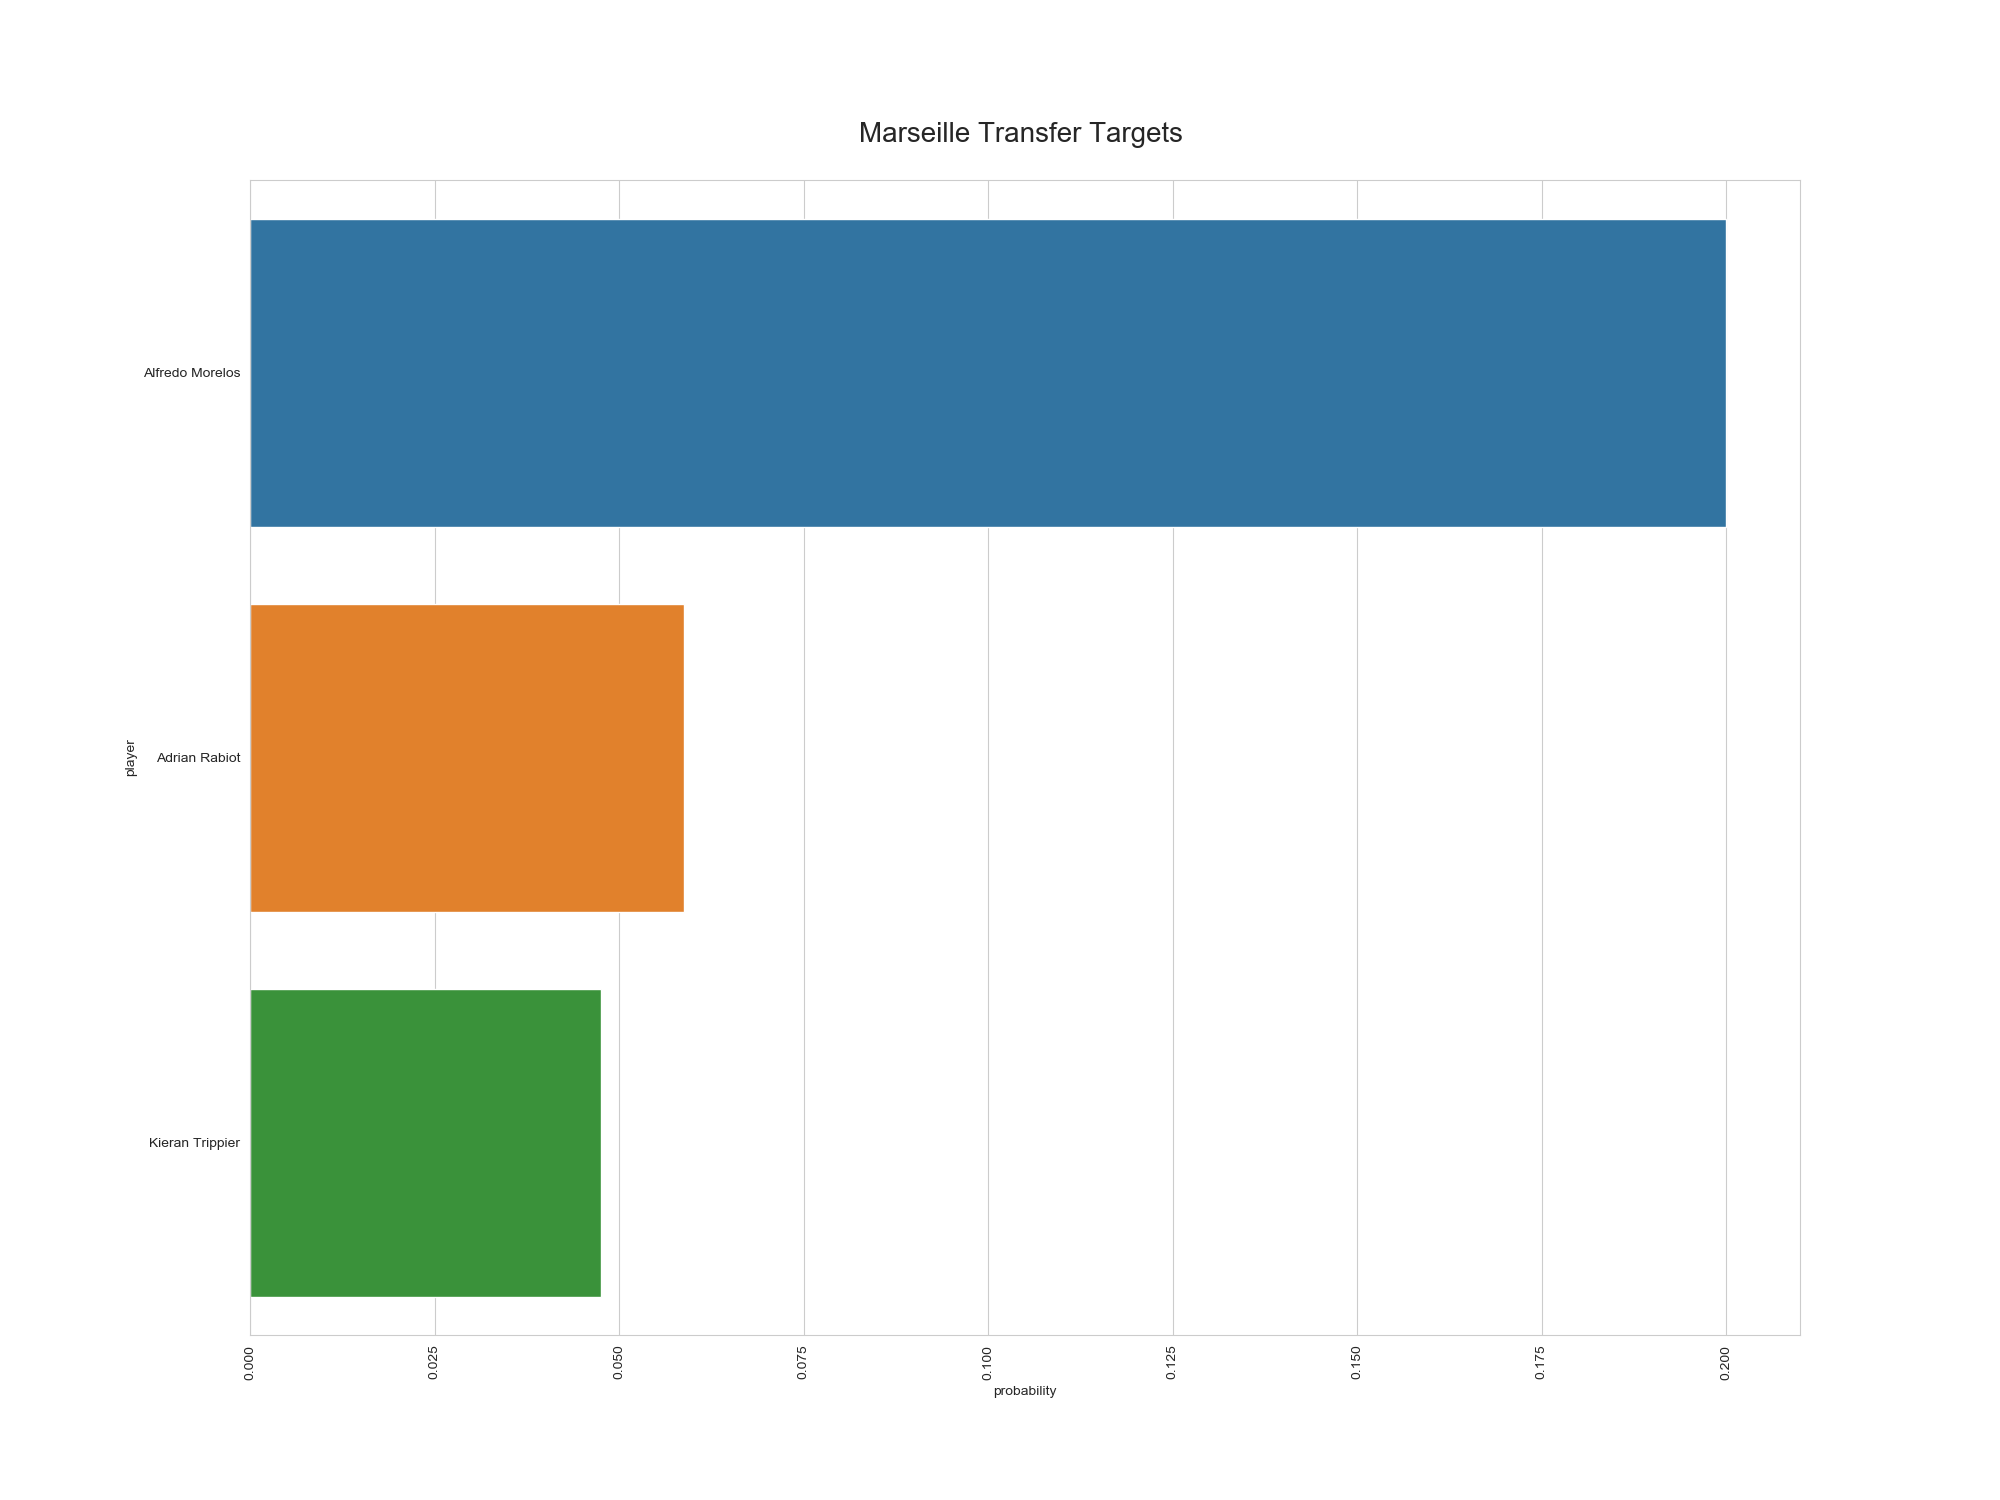 Marseille Transfer Targets
Alfredo Morelos
Adrian Rabiot
Kieran Trippier
player
0.000
0.025
0.050
0.075
0.100
0.125
0.150
0.175
0.200
probability